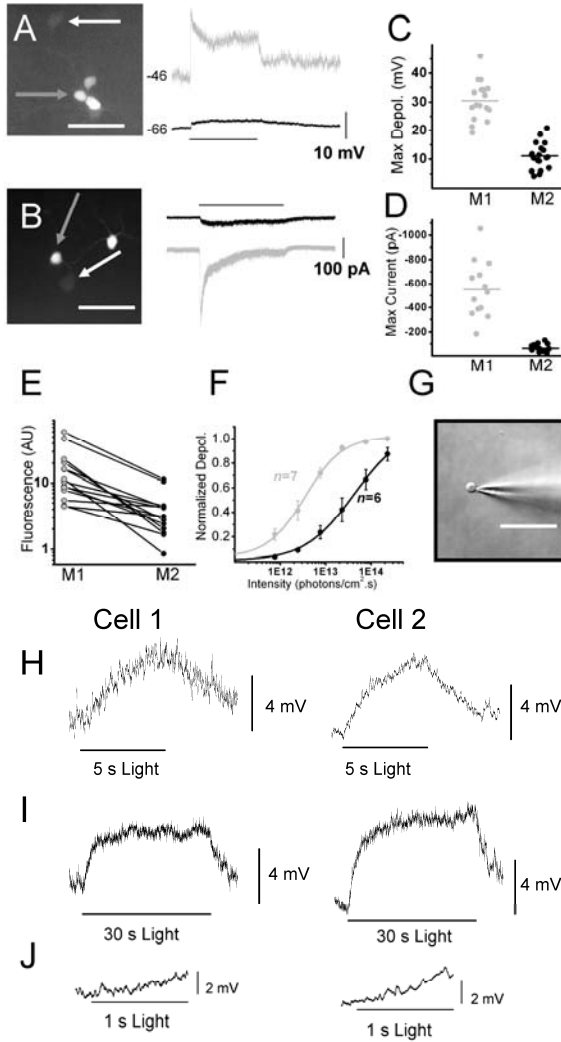 A
-46
-66
10 mV
B
100 pA
C
Max Depol. (mV)
40
30
20
10
M1
M2
D
Max Current (pA)
-1000
-800
-600
-400
-200
M1
M2
E
Fluorescence (AU)
10
1
M1
M2
F
Normalized Depol.
1.0
0.8
0.6
0.4
0.2
n=7
n=6
1E12
1E13
1E14
Intensity (photons/cm2.s)
G
Cell 1
Cell 2
H
4 mV
5 s Light
4 mV
5 s Light
I
4 mV
30 s Light
4 mV
30 s Light
J
2 mV
1 s Light
2 mV
1 s Light